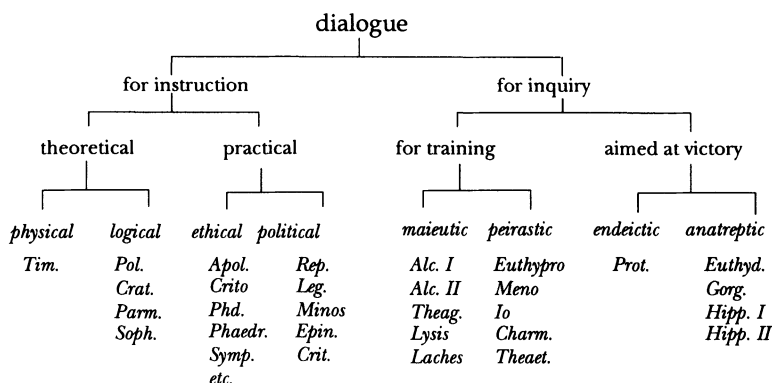 dialogue
for instruction for inquiry
theoretical practical for training aimed at victory
physical logical ethical political maieutic peirastic endeictic anatreptic
Tim. Pol. Apol. Rep. Alc. I Euthypro Prot. Euthyd.
Crat. Crito Leg. Alc. II Meno Gorg.
Parm. Phd. Minos Theag. Io Hipp. I
Soph. Phaedr. Epin. Lysis Charm. Hipp. II
Symp. Crit. Laches Theaet.
etc.